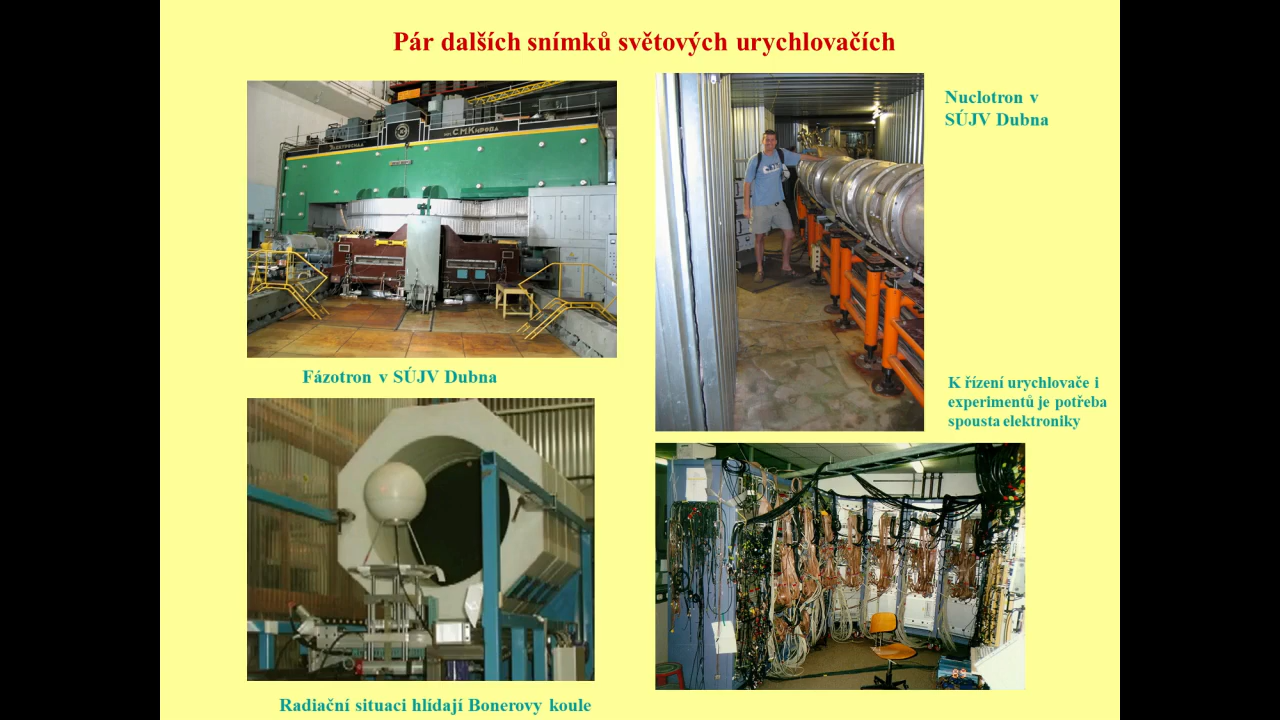 Pár dalších snímků světových urychlovačích
Nuclotron v
SÚJV Dubna
Fázotron v SÚJV Dubna
K řízení urychlovače i
experimentů je potřeba
spousta elektroniky
Radiační situaci hlídají Bonerovy koule